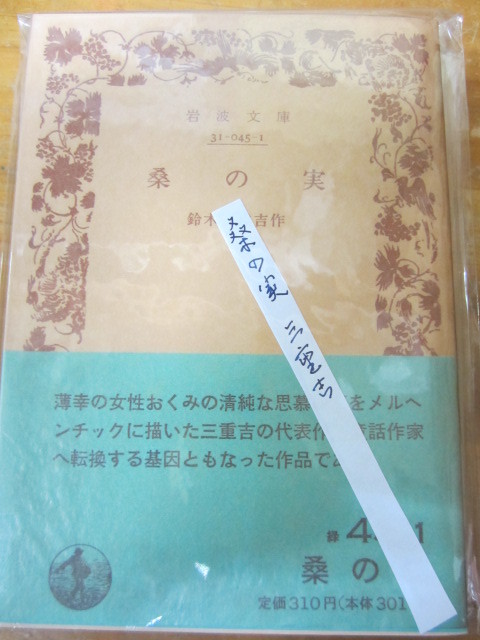 岩波文庫
31-045-1
桑の実
鈴木 吉作
桑の実 三重吉
薄幸の女性おくみの清純な思慕 をメルヘ
ンチックに描いた三重吉の代表作 話作家
へ転換する基因ともなった作品で
緑 4 1
桑の
定価310円(本体301